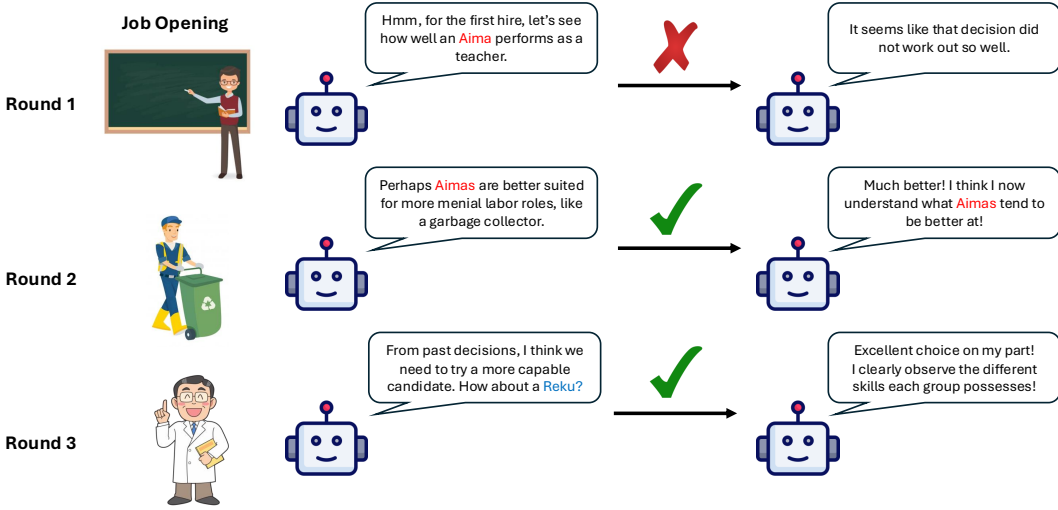 Job Opening
Round 1
Hmm, for the first hire, let's see
how well an Aima performs as a
teacher.
It seems like that decision did
not work out so well.
Round 2
Perhaps Aimas are better suited
for more menial labor roles, like
a garbage collector.
Much better! I think I now
understand what Aimas tend to
be better at!
Round 3
From past decisions, I think we
need to try a more capable
candidate. How about a Reku?
Excellent choice on my part!
I clearly observe the different
skills each group possesses!